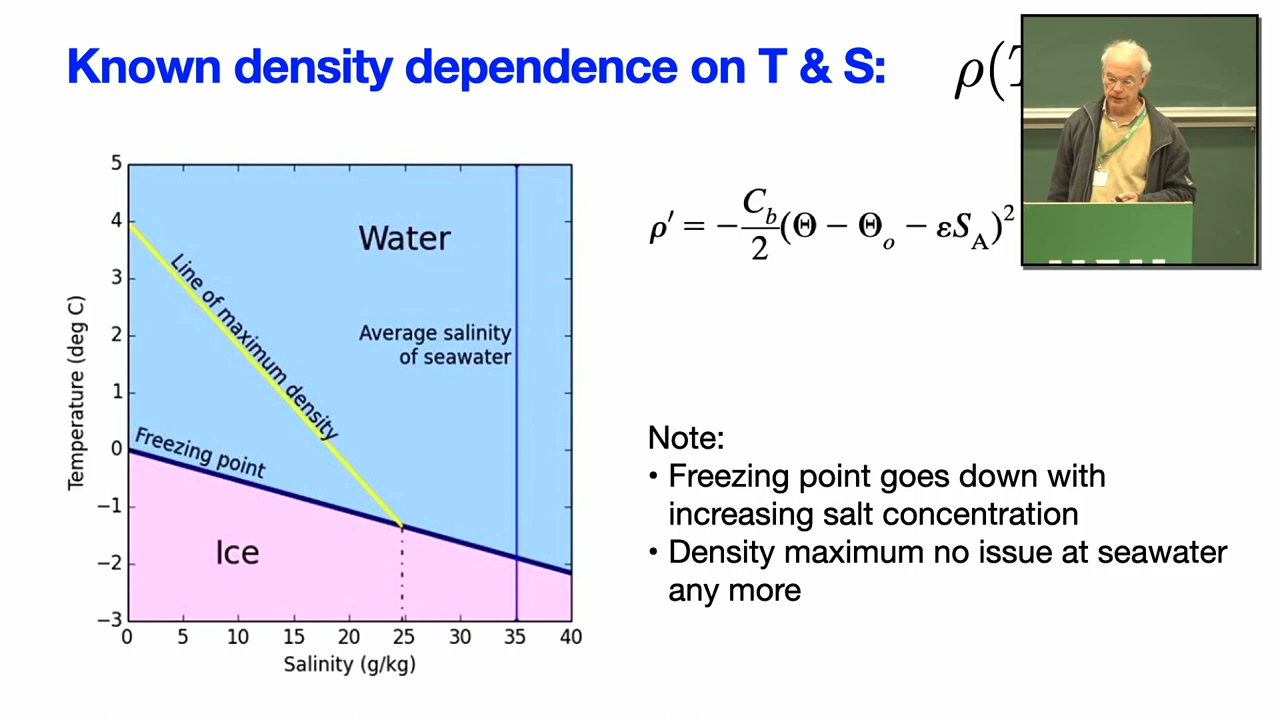 Known density dependence on T & S:
ρ(
ρ′ = −C_b/2(Θ − Θ_o − εS_A)²
5
4
3
2
1
0
−1
−2
−3
Temperature (deg C)
Water
Line of maximum density
Average salinity
of seawater
Freezing point
Ice
0 5 10 15 20 25 30 35 40
Salinity (g/kg)
Note:
• Freezing point goes down with
increasing salt concentration
• Density maximum no issue at seawater
any more